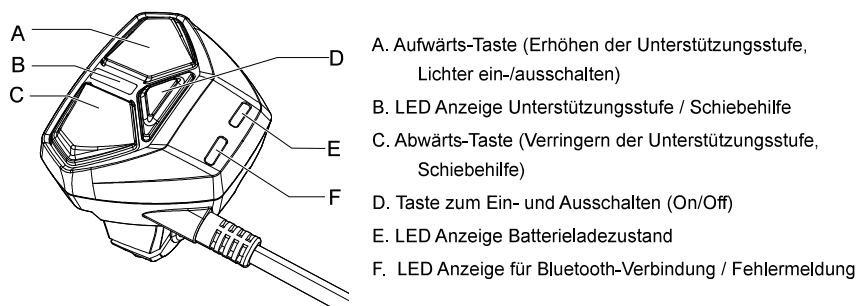 A
B
C
D
E
F
A. Aufwärts-Taste (Erhöhen der Unterstützungsstufe,
Lichter ein-/ausschalten)
B. LED Anzeige Unterstützungsstufe / Schiebehilfe
C. Abwärts-Taste (Verringern der Unterstützungsstufe,
Schiebehilfe)
D. Taste zum Ein- und Ausschalten (On/Off)
E. LED Anzeige Batterieladezustand
F. LED Anzeige für Bluetooth-Verbindung / Fehlermeldung